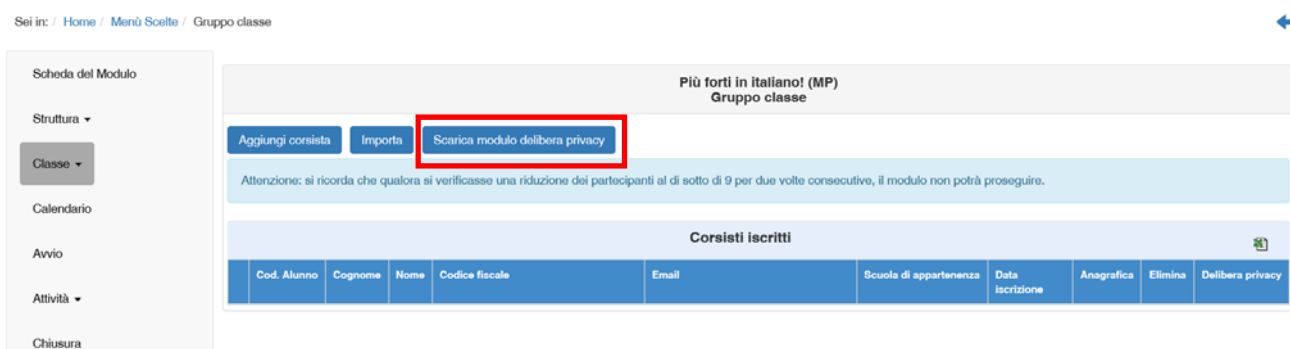 Sei in: / Home / Menù Scelte / Gruppo classe
Scheda del Modulo
Struttura
Classe
Calendario
Avvio
Attività
Chiusura
Più forti in italiano! (MP)
Gruppo classe
Aggiungi corsista Importa Scarica modulo delibera privacy
Attenzione: si ricorda che qualora si verificasse una riduzione dei partecipanti al di sotto di 9 per due volte consecutive, il modulo non potrà proseguire.
Corsisti iscritti
Cod. Alunno Cognome Nome Codice fiscale Email Scuola di appartenenza Data iscrizione Anagrafica Elimina Delibera privacy